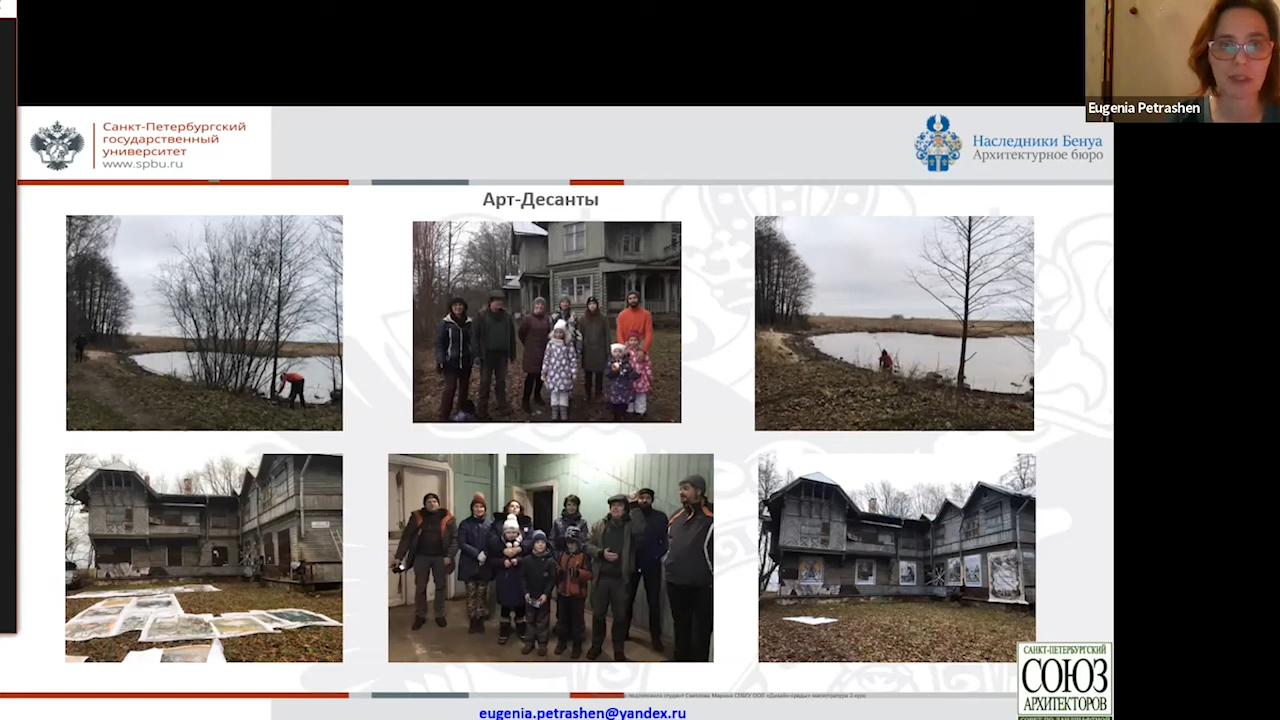 Eugenia Petrashen
Санкт-Петербургский
государственный
университет
www.spbu.ru
Наследники Бенуа
Архитектурное бюро
Арт-Десанты
САНКТ-ПЕТЕРБУРГСКИЙ
СОЮЗ
АРХИТЕКТОРОВ
eugenia.petrashen@yandex.ru